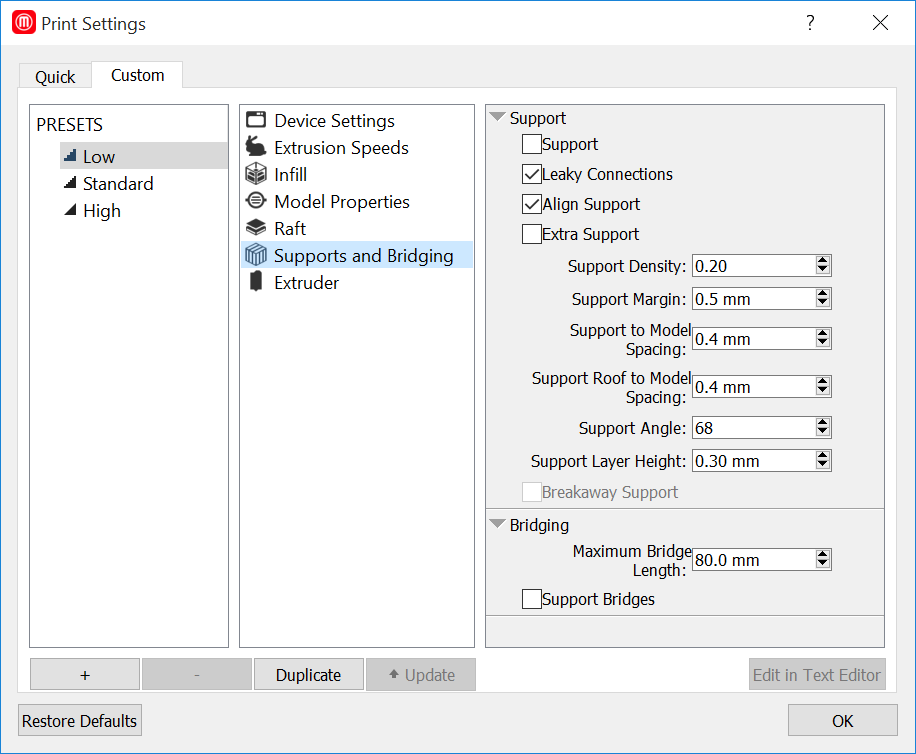 Print Settings
?
Quick
Custom
PRESETS
Low
Standard
High
Device Settings
Extrusion Speeds
Infill
Model Properties
Raft
Supports and Bridging
Extruder
Support
Support
Leaky Connections
Align Support
Extra Support
Support Density: 0.20
Support Margin: 0.5 mm
Support to Model
Spacing: 0.4 mm
Support Roof to Model
Spacing: 0.4 mm
Support Angle: 68
Support Layer Height: 0.30 mm
Breakaway Support
Bridging
Maximum Bridge
Length: 80.0 mm
Support Bridges
+
-
Duplicate
Update
Edit in Text Editor
Restore Defaults
OK